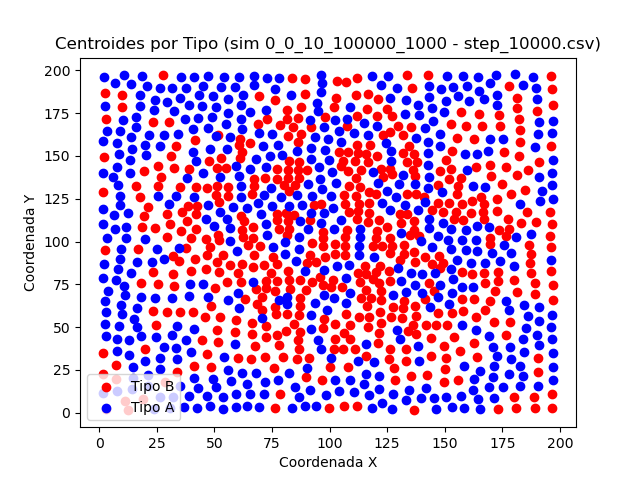 Centroides por Tipo (sim 0_0_10_100000_1000 - step_10000.csv)
Coordenada Y
200
175
150
125
100
75
50
25
0
Tipo B
Tipo A
0 25 50 75 100 125 150 175 200
Coordenada X